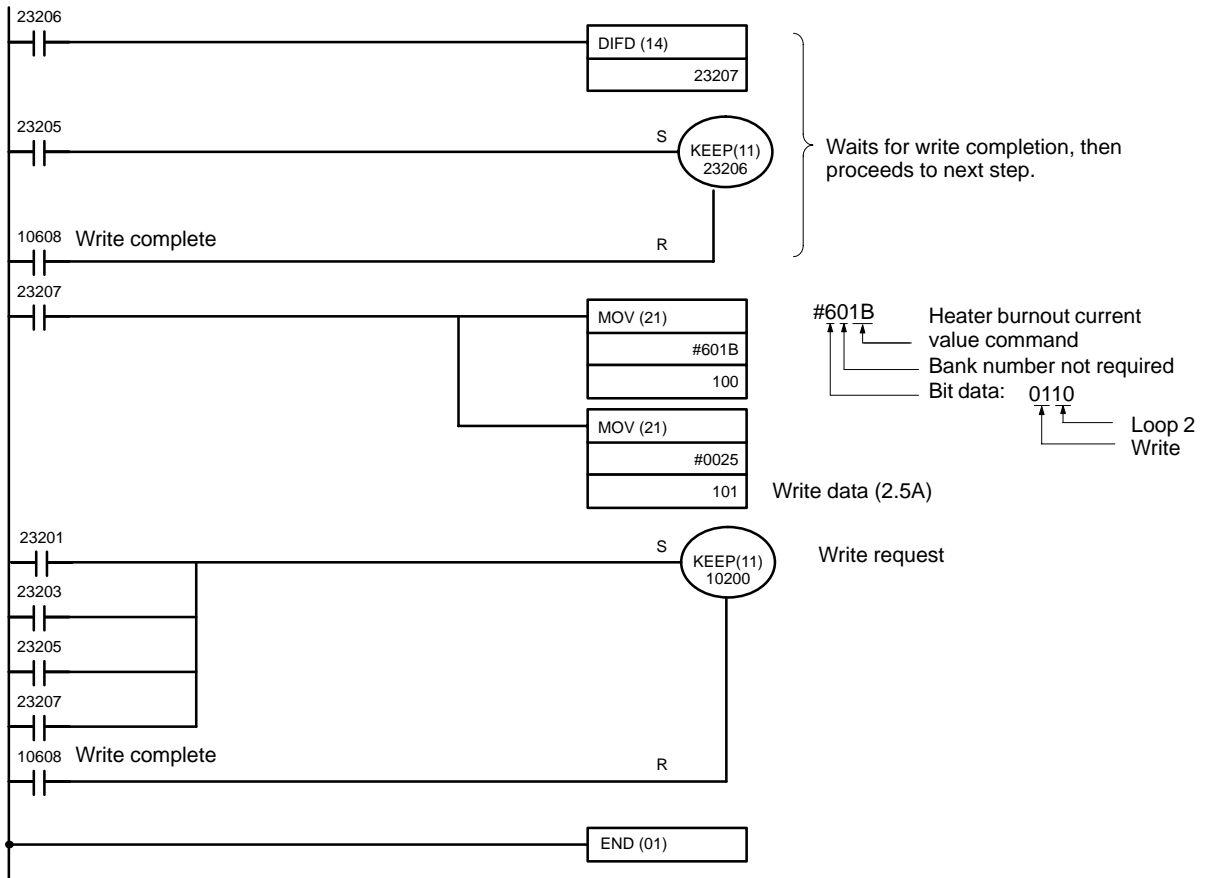 23206
DIFD (14)
23207
23205
S
KEEP(11)
23206
Waits for write completion, then
proceeds to next step.
10608 Write complete
R
23207
MOV (21)
#601B
100
#601B
Heater burnout current
value command
Bank number not required
Bit data: 0110
Loop 2
Write
MOV (21)
#0025
101
Write data (2.5A)
23201
S
KEEP(11)
10200
Write request
23203
23205
23207
10608 Write complete
R
END (01)